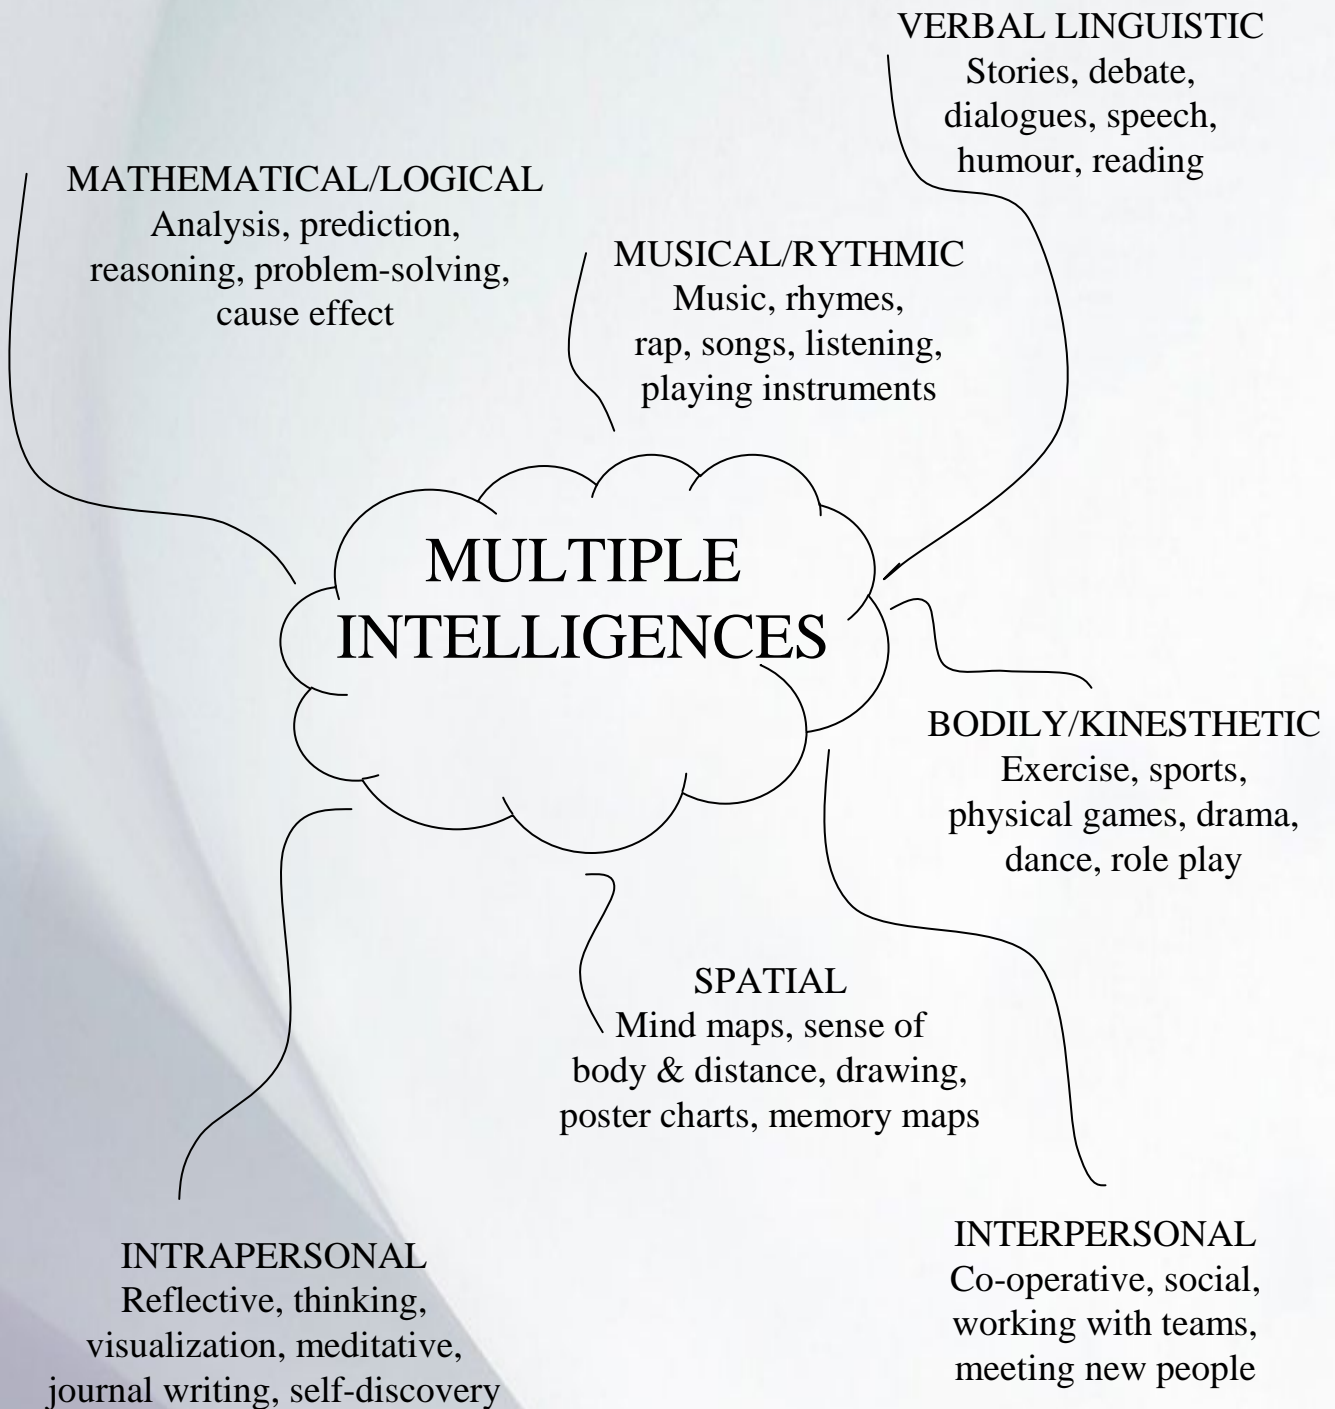 VERBAL LINGUISTIC
Stories, debate,
dialogues, speech,
humour, reading
MATHEMATICAL/LOGICAL
Analysis, prediction,
reasoning, problem-solving,
cause effect
MUSICAL/RYTHMIC
Music, rhymes,
rap, songs, listening,
playing instruments
MULTIPLE
INTELLIGENCES
BODILY/KINESTHETIC
Exercise, sports,
physical games, drama,
dance, role play
SPATIAL
Mind maps, sense of
body & distance, drawing,
poster charts, memory maps
INTRAPERSONAL
Reflective, thinking,
visualization, meditative,
journal writing, self-discovery
INTERPERSONAL
Co-operative, social,
working with teams,
meeting new people